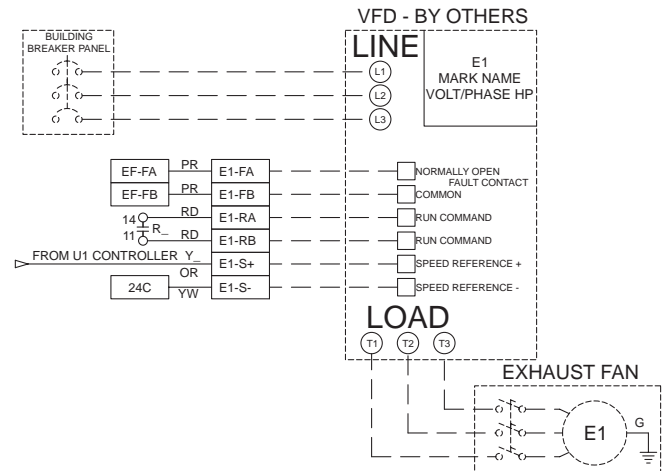 VFD - BY OTHERS
BUILDING
BREAKER PANEL
LINE
E1
MARK NAME
VOLT/PHASE HP
L1
L2
L3
EF-FA PR E1-FA NORMALLY OPEN
FAULT CONTACT
EF-FB PR E1-FB COMMON
14 RD E1-RA RUN COMMAND
R_
11 RD E1-RB RUN COMMAND
FROM U1 CONTROLLER Y_ E1-S+ SPEED REFERENCE +
OR
24C YW E1-S- SPEED REFERENCE -
LOAD
T1 T2 T3
EXHAUST FAN
E1
G